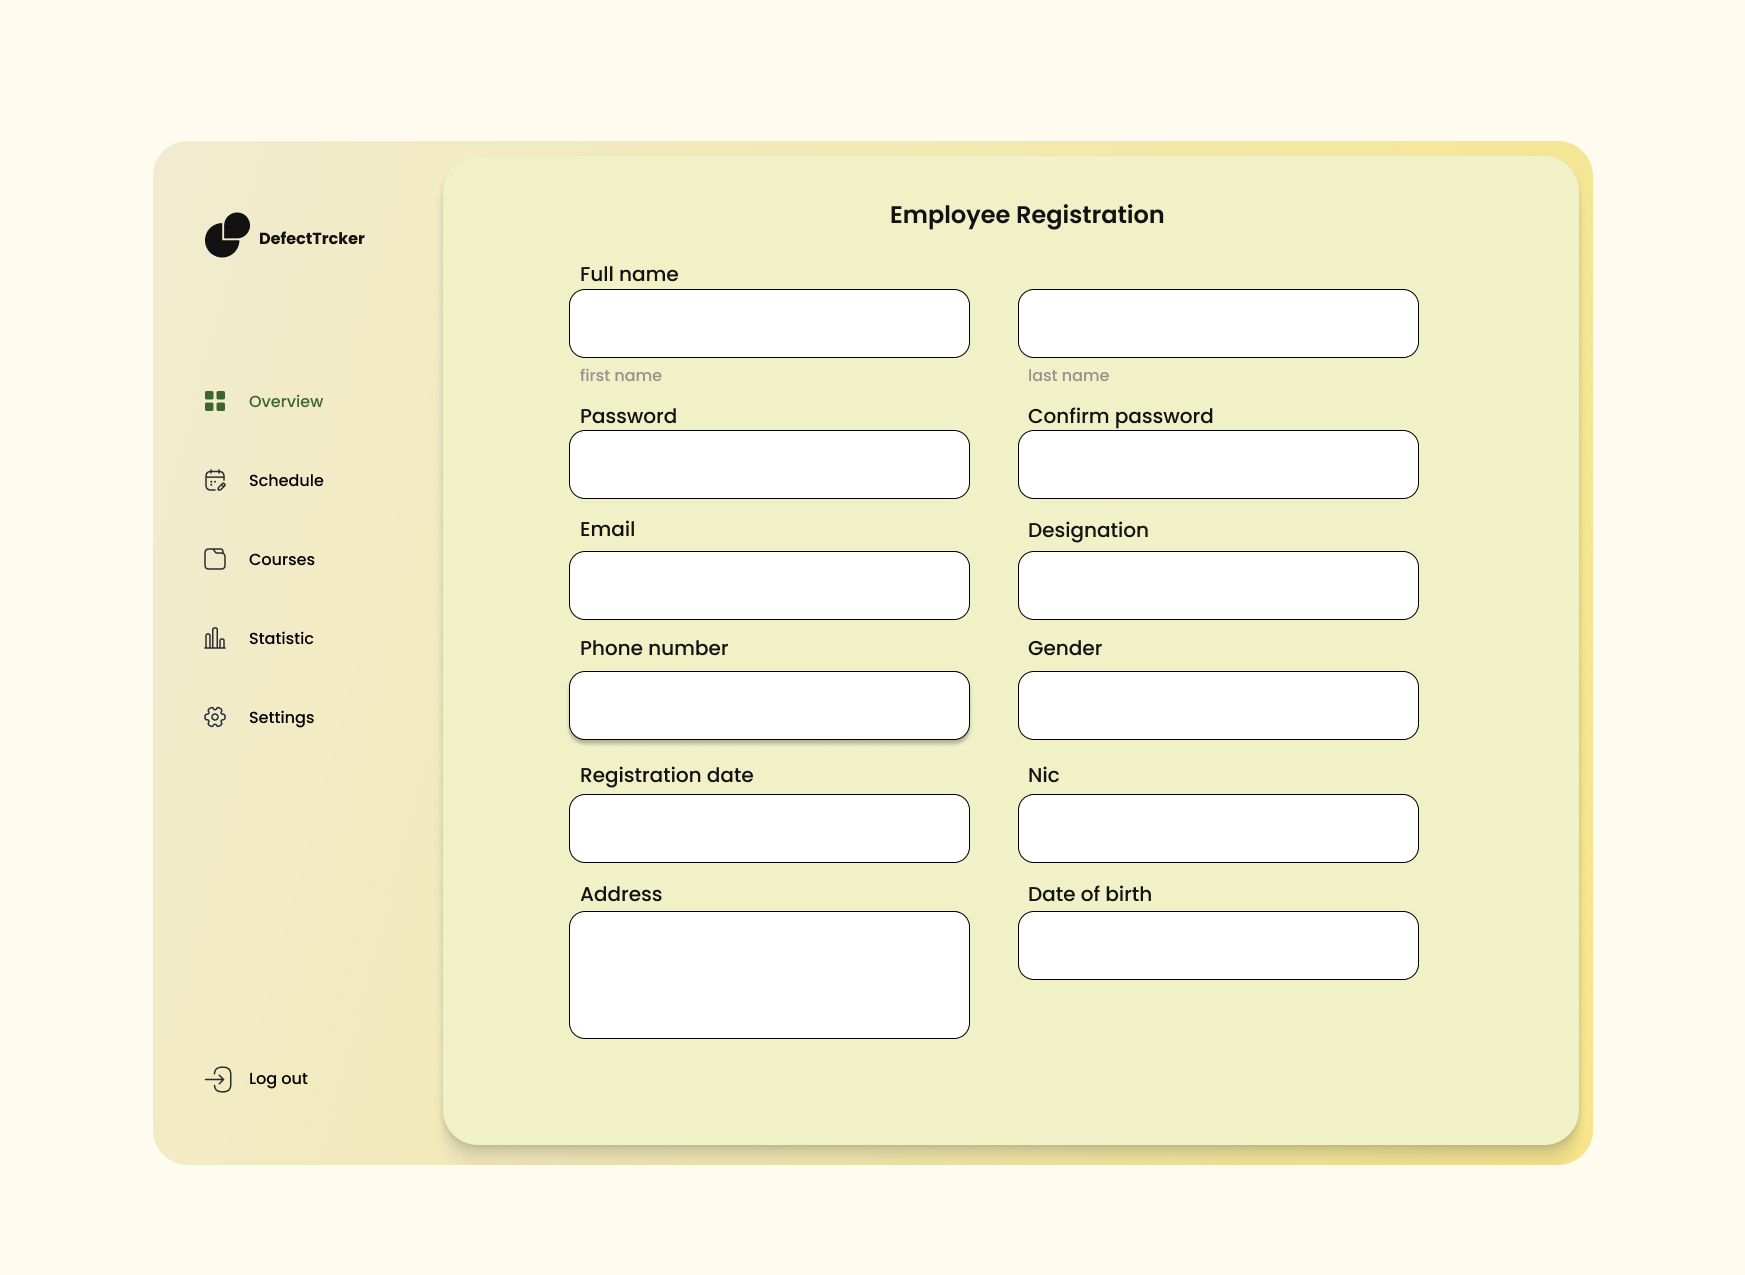 DefectTrcker
Overview
Schedule
Courses
Statistic
Settings
Log out
Employee Registration
Full name
first name
last name
Password
Confirm password
Email
Designation
Phone number
Gender
Registration date
Nic
Address
Date of birth